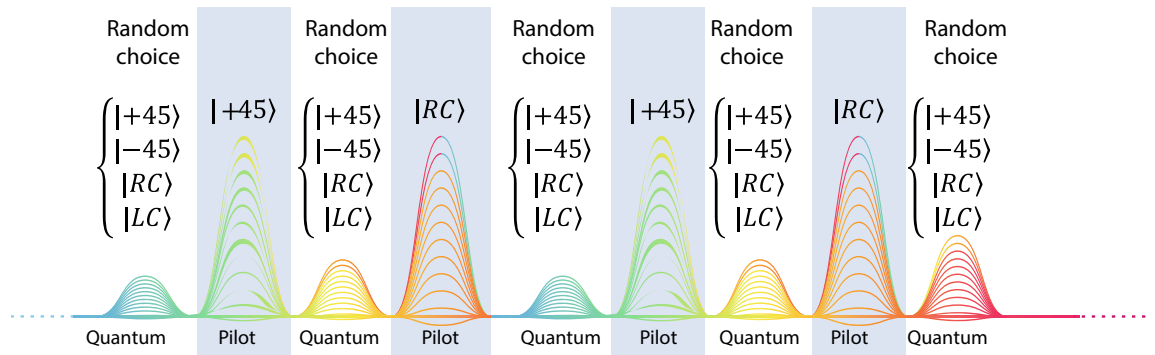 Random choice
Random choice
Random choice
Random choice
Random choice
|+45⟩
|−45⟩
|RC⟩
|LC⟩
|+45⟩
|+45⟩
|−45⟩
|RC⟩
|LC⟩
|RC⟩
|+45⟩
|−45⟩
|RC⟩
|LC⟩
|+45⟩
|+45⟩
|−45⟩
|RC⟩
|LC⟩
|RC⟩
|+45⟩
|−45⟩
|RC⟩
|LC⟩
Quantum Pilot Quantum Pilot Quantum Pilot Quantum Pilot Quantum